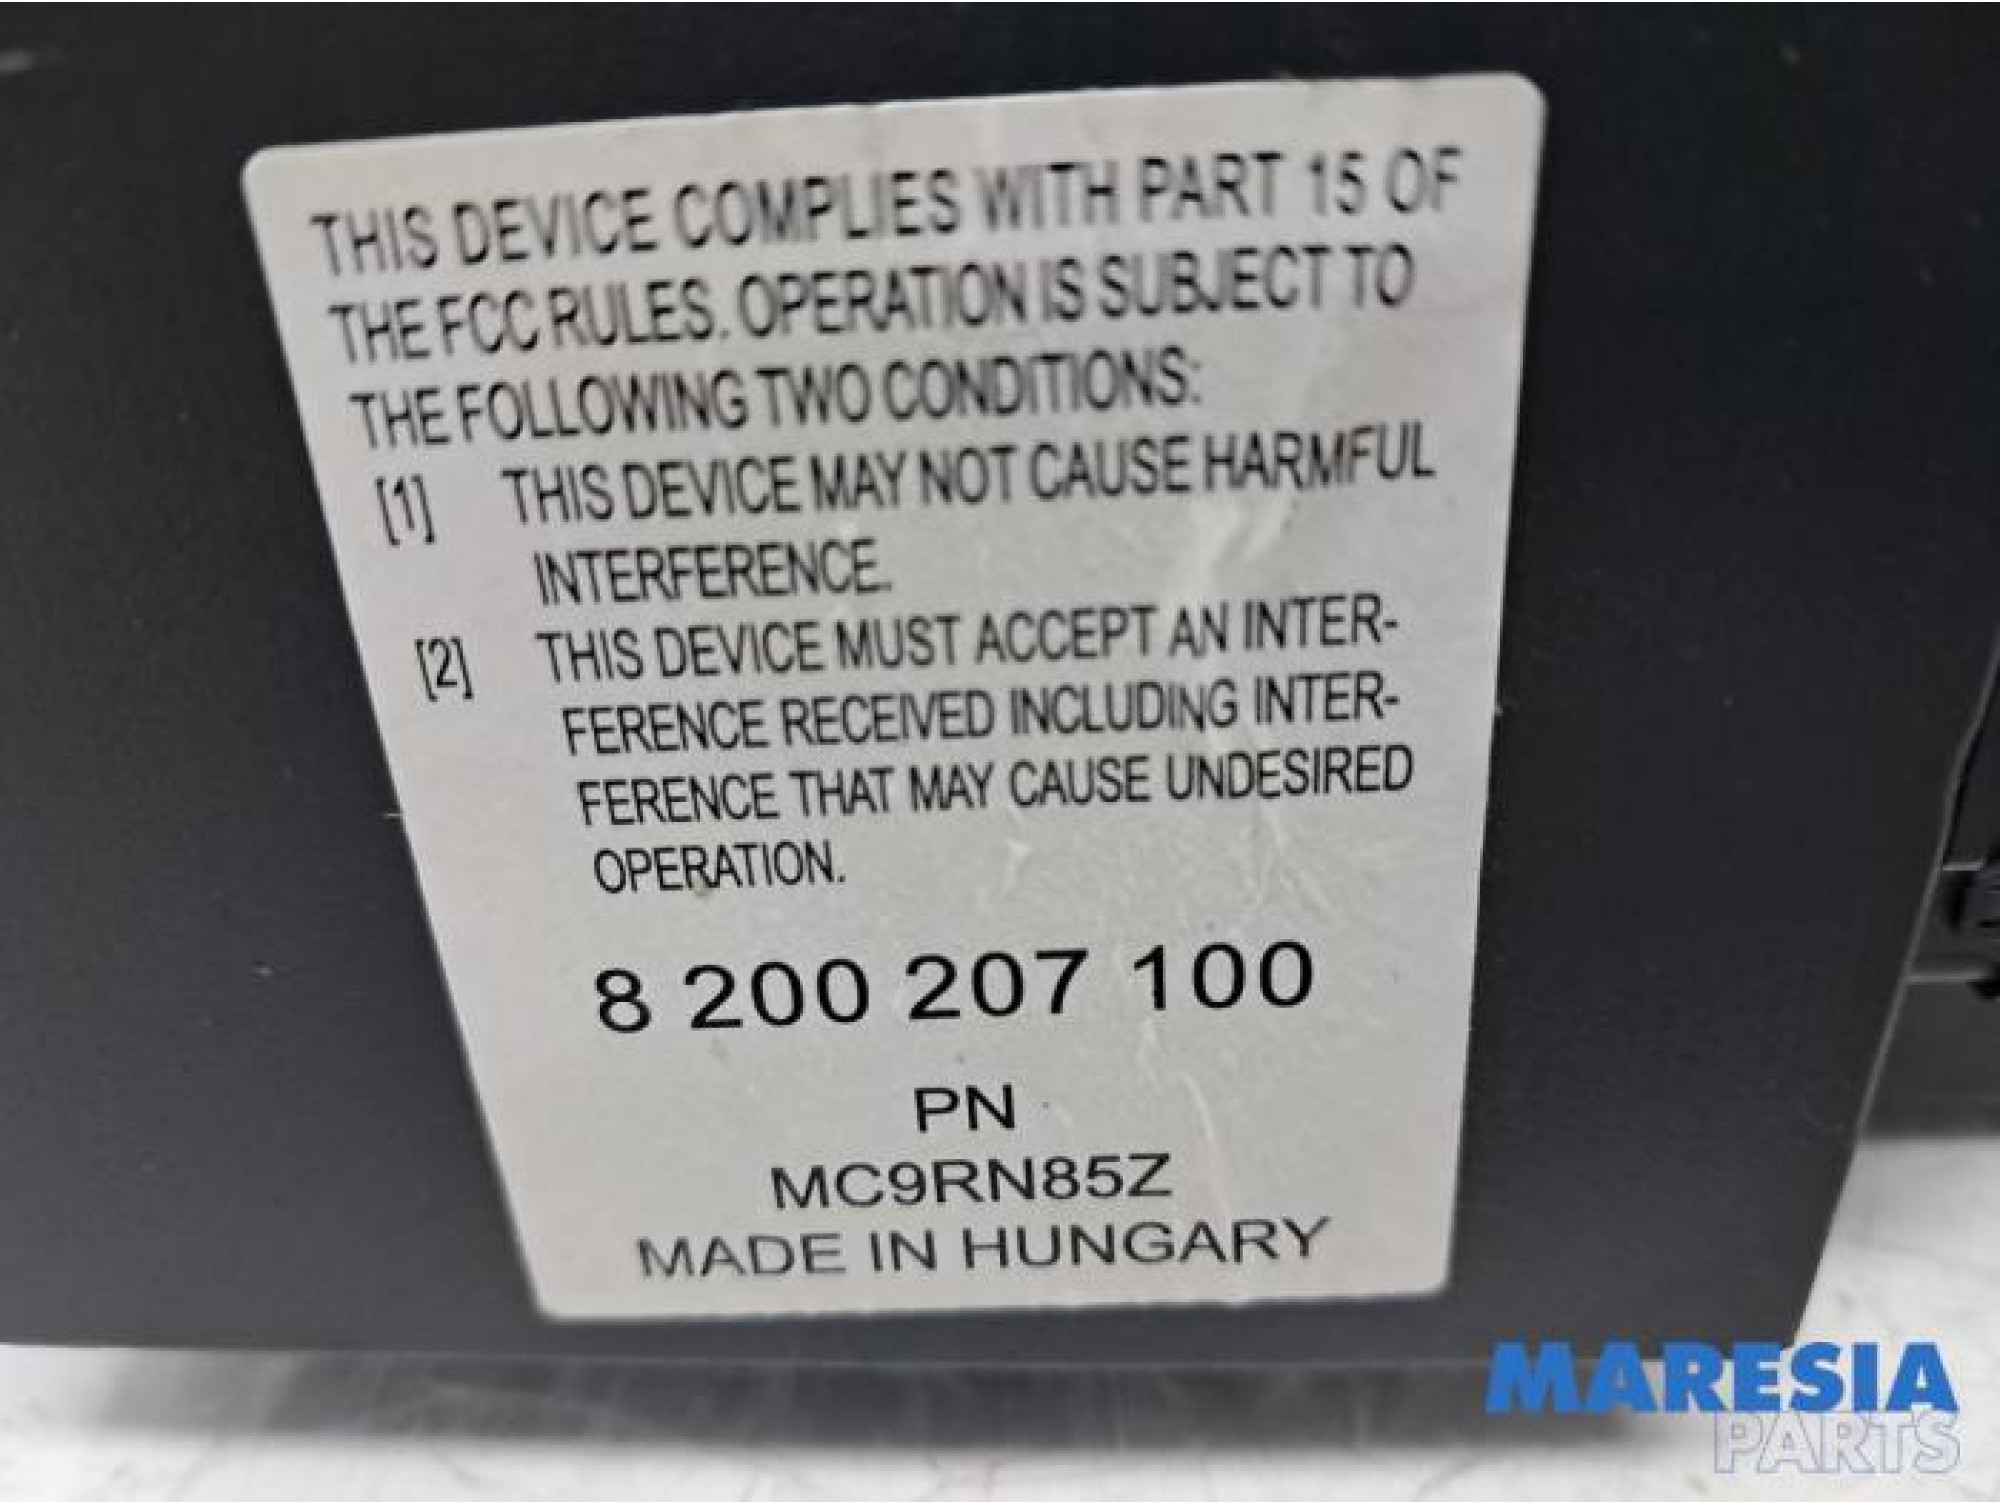 THIS DEVICE COMPLIES WITH PART 15 OF
THE FCC RULES. OPERATION IS SUBJECT TO
THE FOLLOWING TWO CONDITIONS:
[1] THIS DEVICE MAY NOT CAUSE HARMFUL
INTERFERENCE.
[2] THIS DEVICE MUST ACCEPT AN INTER-
FERENCE RECEIVED INCLUDING INTER-
FERENCE THAT MAY CAUSE UNDESIRED
OPERATION.
8 200 207 100
PN
MC9RN85Z
MADE IN HUNGARY
MARESIA
PARTS